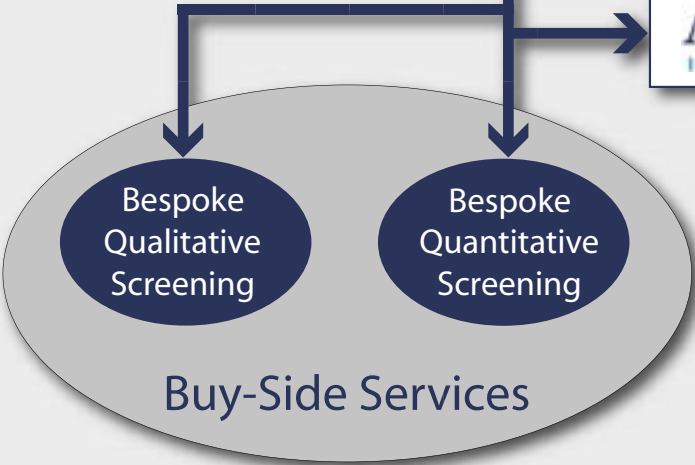 Bespoke
Qualitative
Screening
Bespoke
Quantitative
Screening
Buy-Side Services